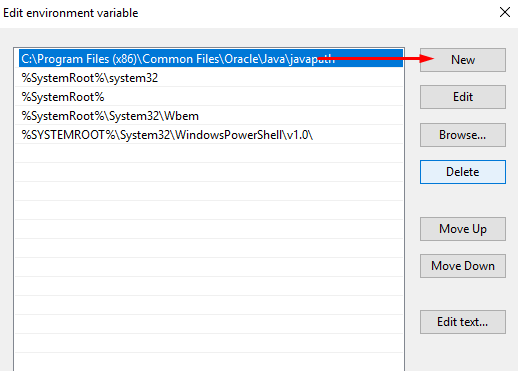 Edit environment variable
C:\Program Files (x86)\Common Files\Oracle\Java\javapath
%SystemRoot%\system32
%SystemRoot%
%SystemRoot%\System32\Wbem
%SYSTEMROOT%\System32\WindowsPowerShell\v1.0\
New
Edit
Browse...
Delete
Move Up
Move Down
Edit text...